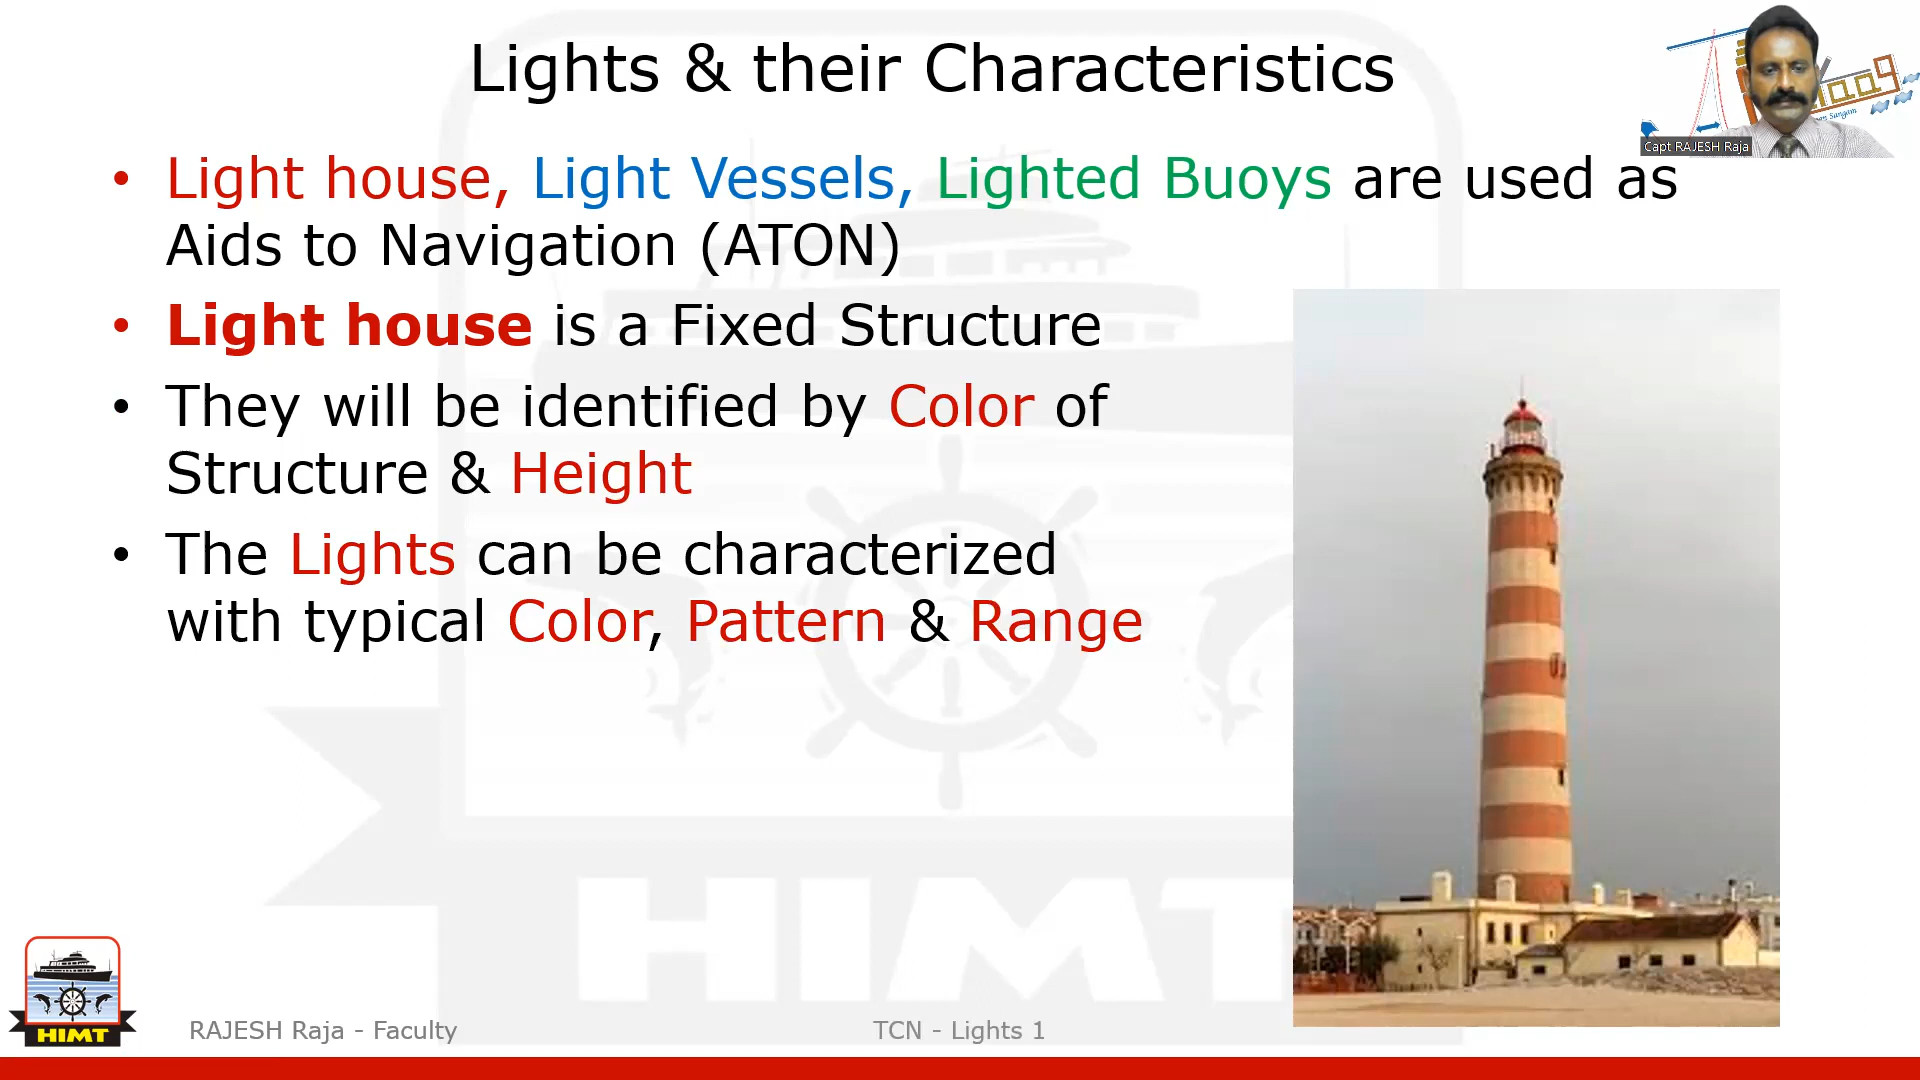 Lights & their Characteristics
Capt RAJESH Raja
• Light house, Light Vessels, Lighted Buoys are used as
Aids to Navigation (ATON)
• Light house is a Fixed Structure
• They will be identified by Color of
Structure & Height
• The Lights can be characterized
with typical Color, Pattern & Range
HIMT
HIMT
RAJESH Raja - Faculty
TCN - Lights 1